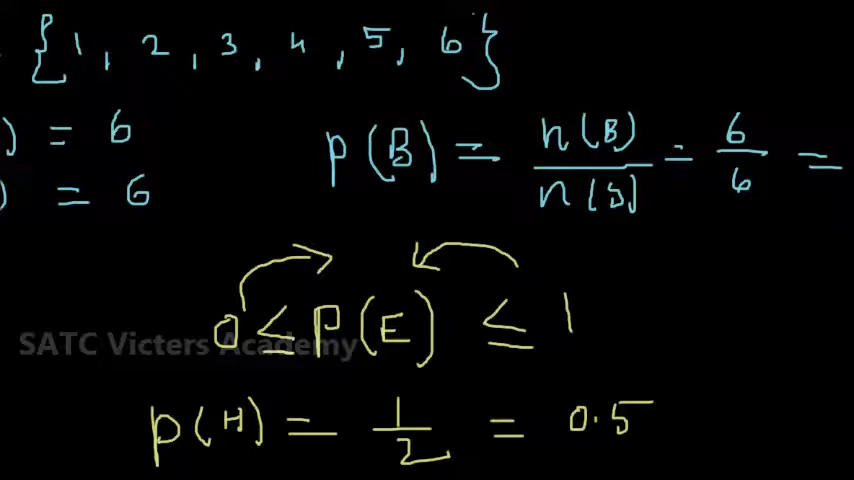 {1, 2, 3, 4, 5, 6}
) = 6
P(B) = n(B)/n(S) = 6/6 =
) = 6
0 ≤ P(E) ≤ 1
SATC Victers Academy
P(H) = 1/2 = 0.5